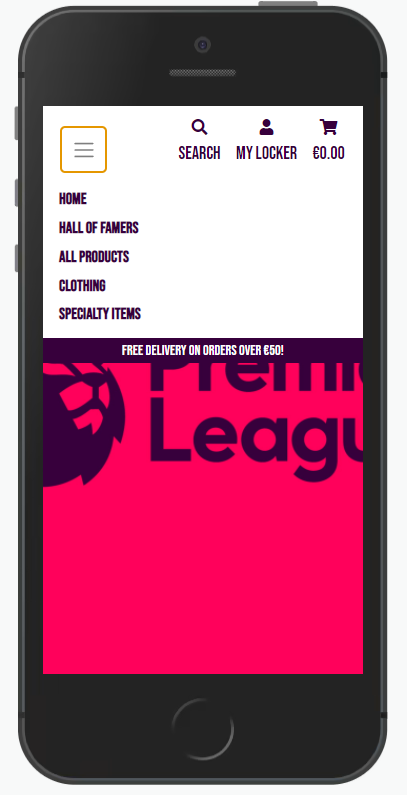 SEARCH
MY LOCKER
€0.00
HOME
HALL OF FAMERS
ALL PRODUCTS
CLOTHING
SPECIALTY ITEMS
FREE DELIVERY ON ORDERS OVER €50!
Premiu
Leagu